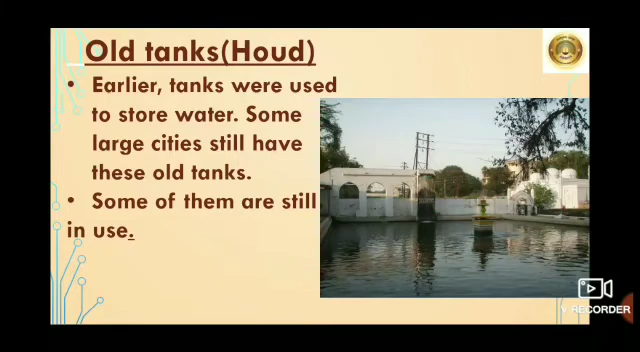 Old tanks(Houd)
• Earlier, tanks were used
to store water. Some
large cities still have
these old tanks.
• Some of them are still
in use.
V RECORDER